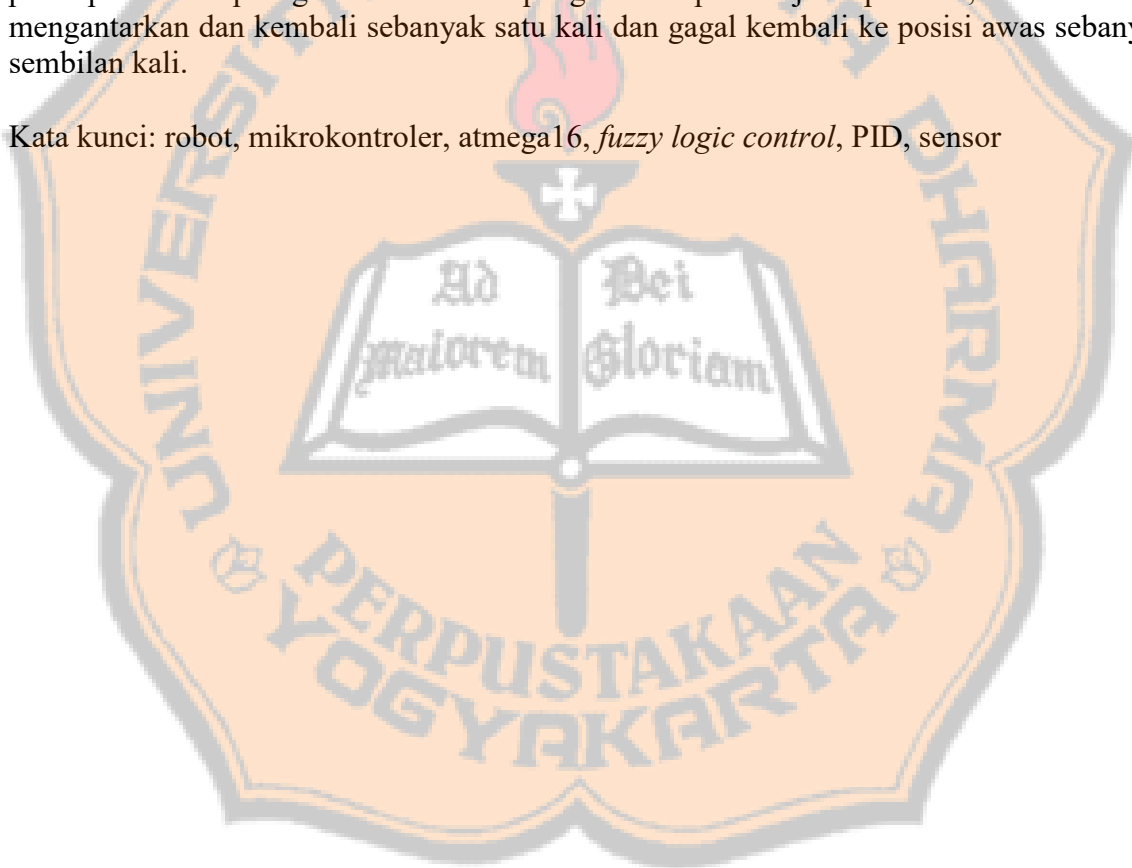 mengantarkan dan kembali sebanyak satu kali dan gagal kembali ke posisi awas sebany
sembilan kali.
Kata kunci: robot, mikrokontroler, atmega16, fuzzy logic control, PID, sensor
Ad Dei
maiorem Gloriam
DHARMA
PERPUSTAKAAN
YOGYAKARTA